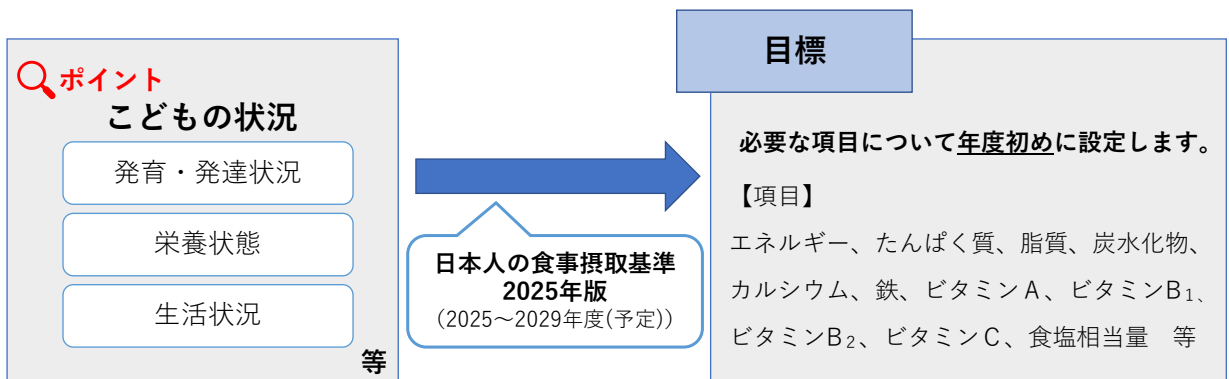 ポイント
こどもの状況
発育・発達状況
栄養状態
生活状況
等
日本人の食事摂取基準
2025年版
(2025～2029年度(予定))
目標
必要な項目について年度初めに設定します。
【項目】
エネルギー、たんぱく質、脂質、炭水化物、
カルシウム、鉄、ビタミンA、ビタミンB₁、
ビタミンB₂、ビタミンC、食塩相当量　等